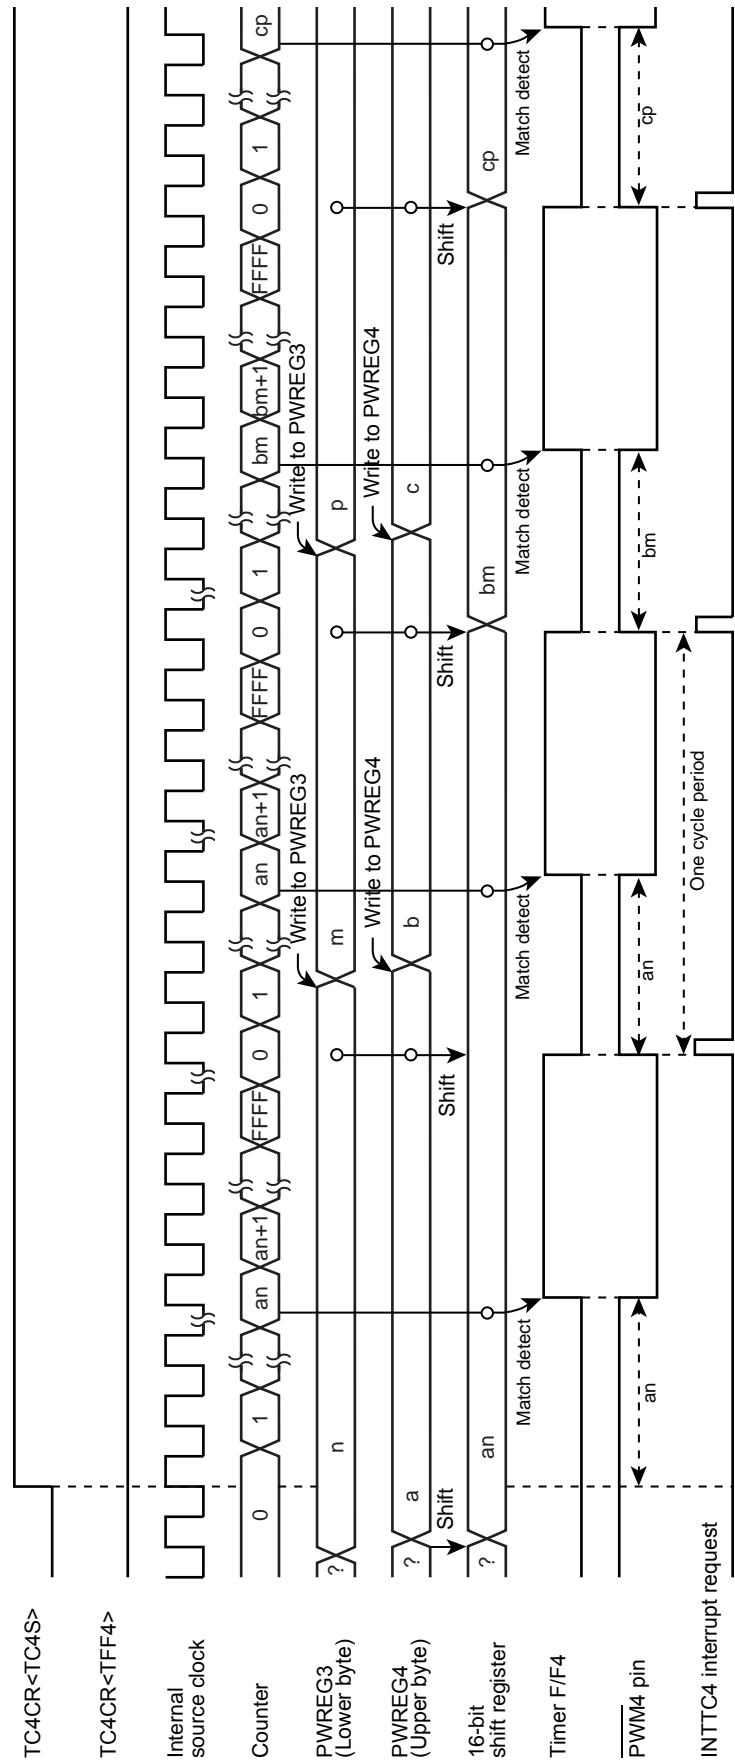 TC4CR<TC4S>
TC4CR<TFF4>
Internal
source clock
Counter
0 1 an an+1 FFFF 0 1 an an+1 FFFF 0 1 bm bm+1 FFFF 0 1 cp
Write to PWREG3
Write to PWREG3
PWREG3
(Lower byte)
? n m p
Write to PWREG4
Write to PWREG4
PWREG4
(Upper byte)
? a b c
Shift
Shift
Shift
Shift
16-bit
shift register
? an bm cp
Match detect
Match detect
Match detect
Match detect
Timer F/F4
PWM4 pin
an an bm cp
One cycle period
INTTC4 interrupt request